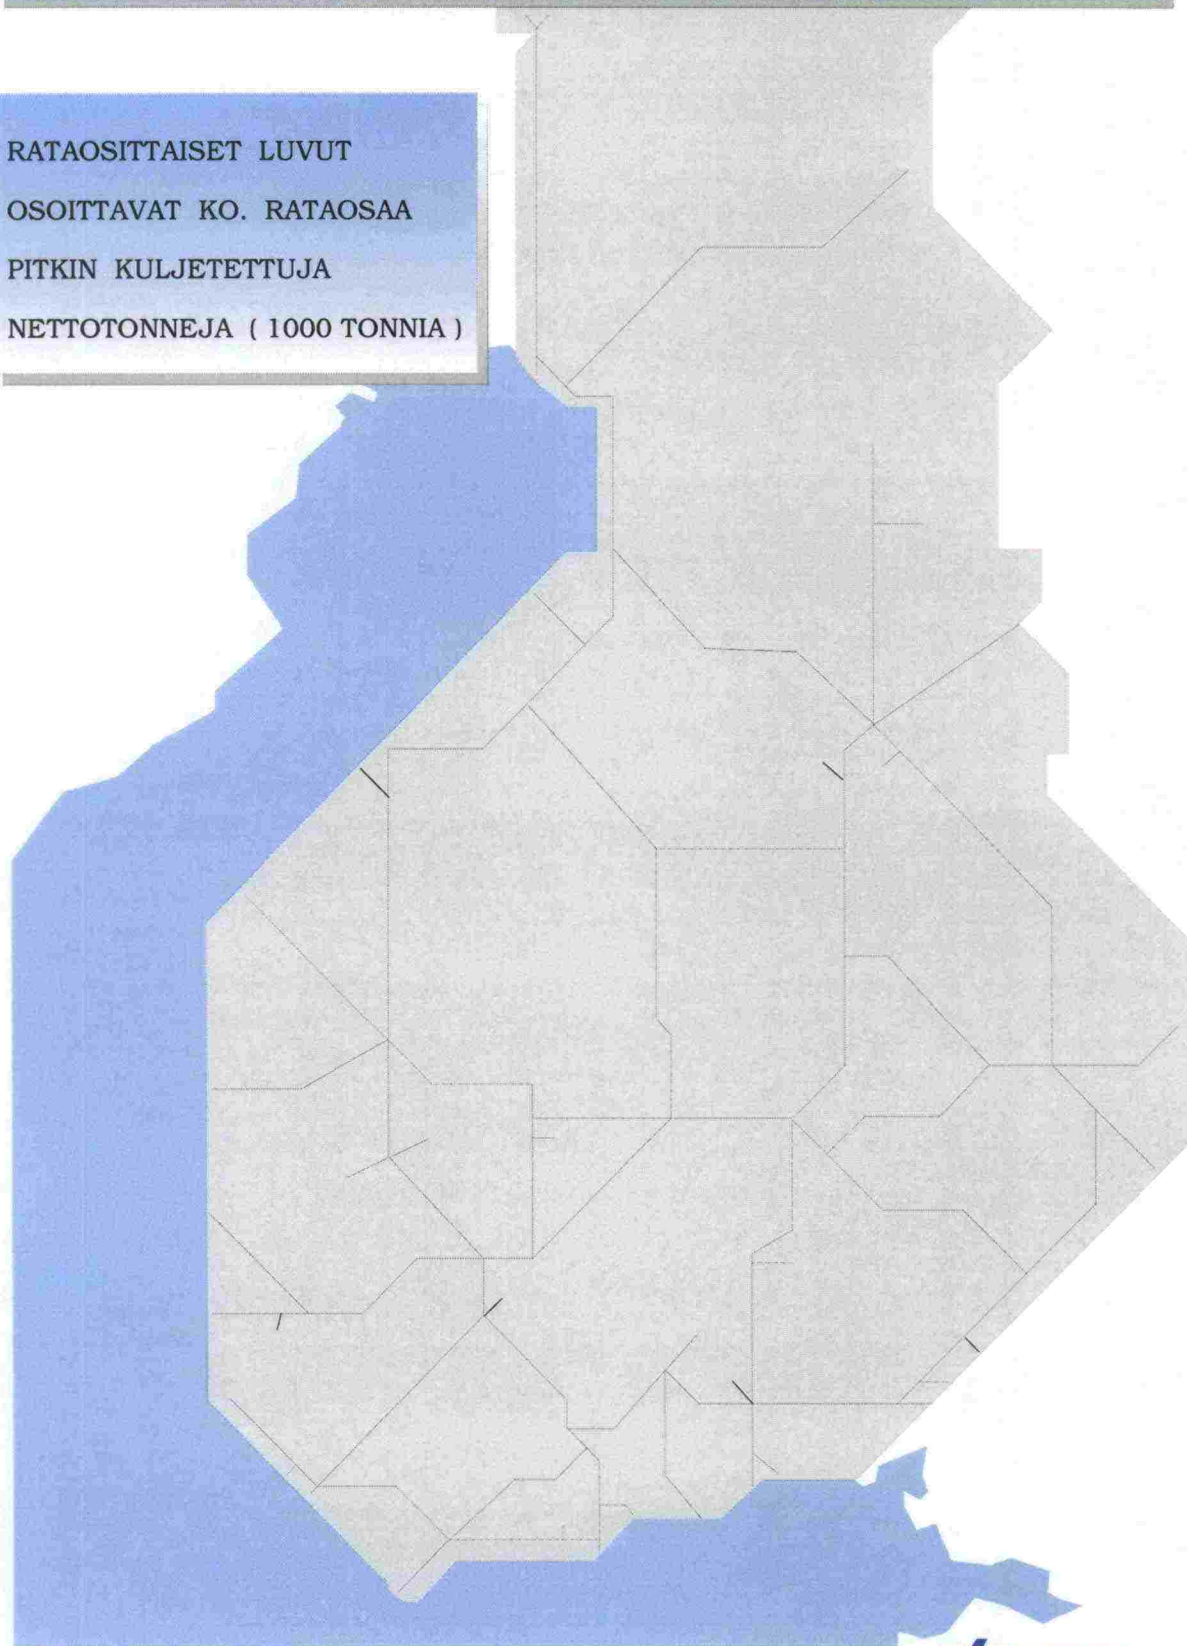 RATAOSITTAISET LUVUT
OSOITTAVAT KO. RATAOSAA
PITKIN KULJETETTUJA
NETTOTONNEJA ( 1000 TONNIA )